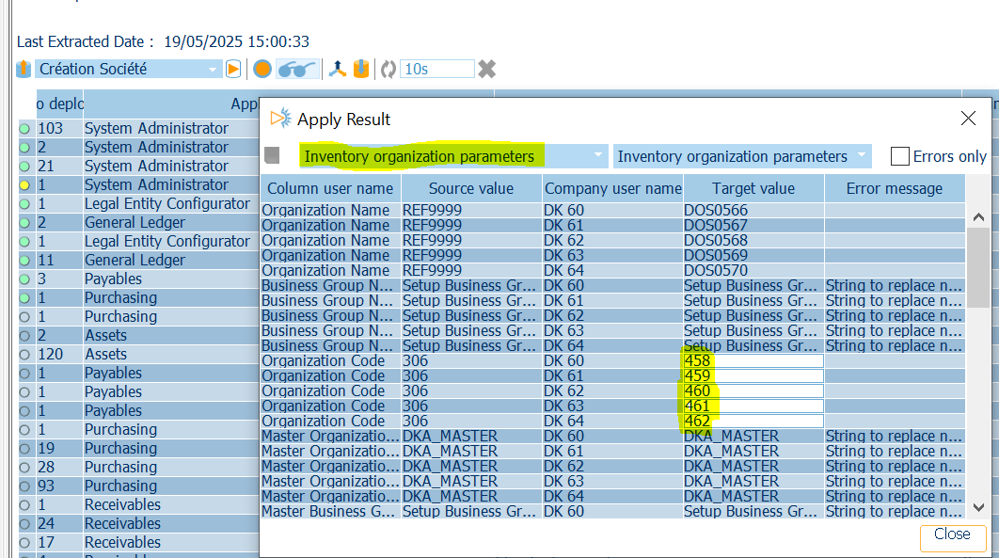 Last Extracted Date : 19/05/2025 15:00:33
Création Société 10s
o deplo App
Apply Result
Inventory organization parameters Inventory organization parameters Errors only
Column user name Source value Company user name Target value Error message
Organization Name REF9999 DK 60 DOS0566
Organization Name REF9999 DK 61 DOS0567
Organization Name REF9999 DK 62 DOS0568
Organization Name REF9999 DK 63 DOS0569
Organization Name REF9999 DK 64 DOS0570
Business Group N... Setup Business Gr... DK 60 Setup Business Gr... String to replace n...
Business Group N... Setup Business Gr... DK 61 Setup Business Gr... String to replace n...
Business Group N... Setup Business Gr... DK 62 Setup Business Gr... String to replace n...
Business Group N... Setup Business Gr... DK 63 Setup Business Gr... String to replace n...
Business Group N... Setup Business Gr... DK 64 Setup Business Gr... String to replace n...
Organization Code 306 DK 60 458
Organization Code 306 DK 61 459
Organization Code 306 DK 62 460
Organization Code 306 DK 63 461
Organization Code 306 DK 64 462
Master Organizatio... DKA_MASTER DK 60 DKA_MASTER String to replace n...
Master Organizatio... DKA_MASTER DK 61 DKA_MASTER String to replace n...
Master Organizatio... DKA_MASTER DK 62 DKA_MASTER String to replace n...
Master Organizatio... DKA_MASTER DK 63 DKA_MASTER String to replace n...
Master Organizatio... DKA_MASTER DK 64 DKA_MASTER String to replace n...
Master Business G... Setup Business Gr... DK 60 Setup Business Gr... String to replace n...
Close
103 System Administrator
2 System Administrator
21 System Administrator
1 System Administrator
1 Legal Entity Configurator
2 General Ledger
1 Legal Entity Configurator
11 General Ledger
3 Payables
1 Purchasing
1 Purchasing
2 Assets
120 Assets
1 Payables
1 Payables
1 Payables
1 Purchasing
19 Purchasing
28 Purchasing
93 Purchasing
1 Receivables
24 Receivables
17 Receivables